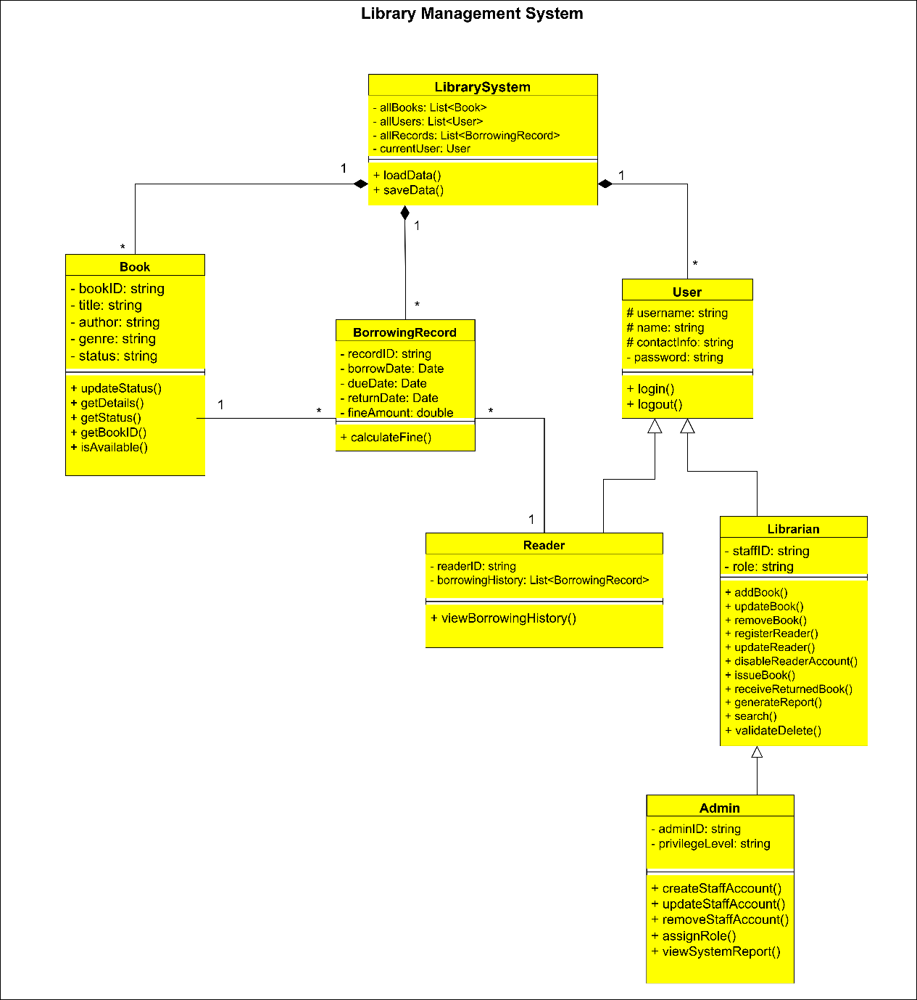 Library Management System
LibrarySystem
- allBooks: List<Book>
- allUsers: List<User>
- allRecords: List<BorrowingRecord>
- currentUser: User
+ loadData()
+ saveData()
1
1
1
*
*
*
Book
- bookID: string
- title: string
- author: string
- genre: string
- status: string
+ updateStatus()
+ getDetails()
+ getStatus()
+ getBookID()
+ isAvailable()
1
*
BorrowingRecord
- recordID: string
- borrowDate: Date
- dueDate: Date
- returnDate: Date
- fineAmount: double
+ calculateFine()
*
1
User
# username: string
# name: string
# contactInfo: string
- password: string
+ login()
+ logout()
Reader
- readerID: string
- borrowingHistory: List<BorrowingRecord>
+ viewBorrowingHistory()
Librarian
- staffID: string
- role: string
+ addBook()
+ updateBook()
+ removeBook()
+ registerReader()
+ updateReader()
+ disableReaderAccount()
+ issueBook()
+ receiveReturnedBook()
+ generateReport()
+ search()
+ validateDelete()
Admin
- adminID: string
- privilegeLevel: string
+ createStaffAccount()
+ updateStaffAccount()
+ removeStaffAccount()
+ assignRole()
+ viewSystemReport()